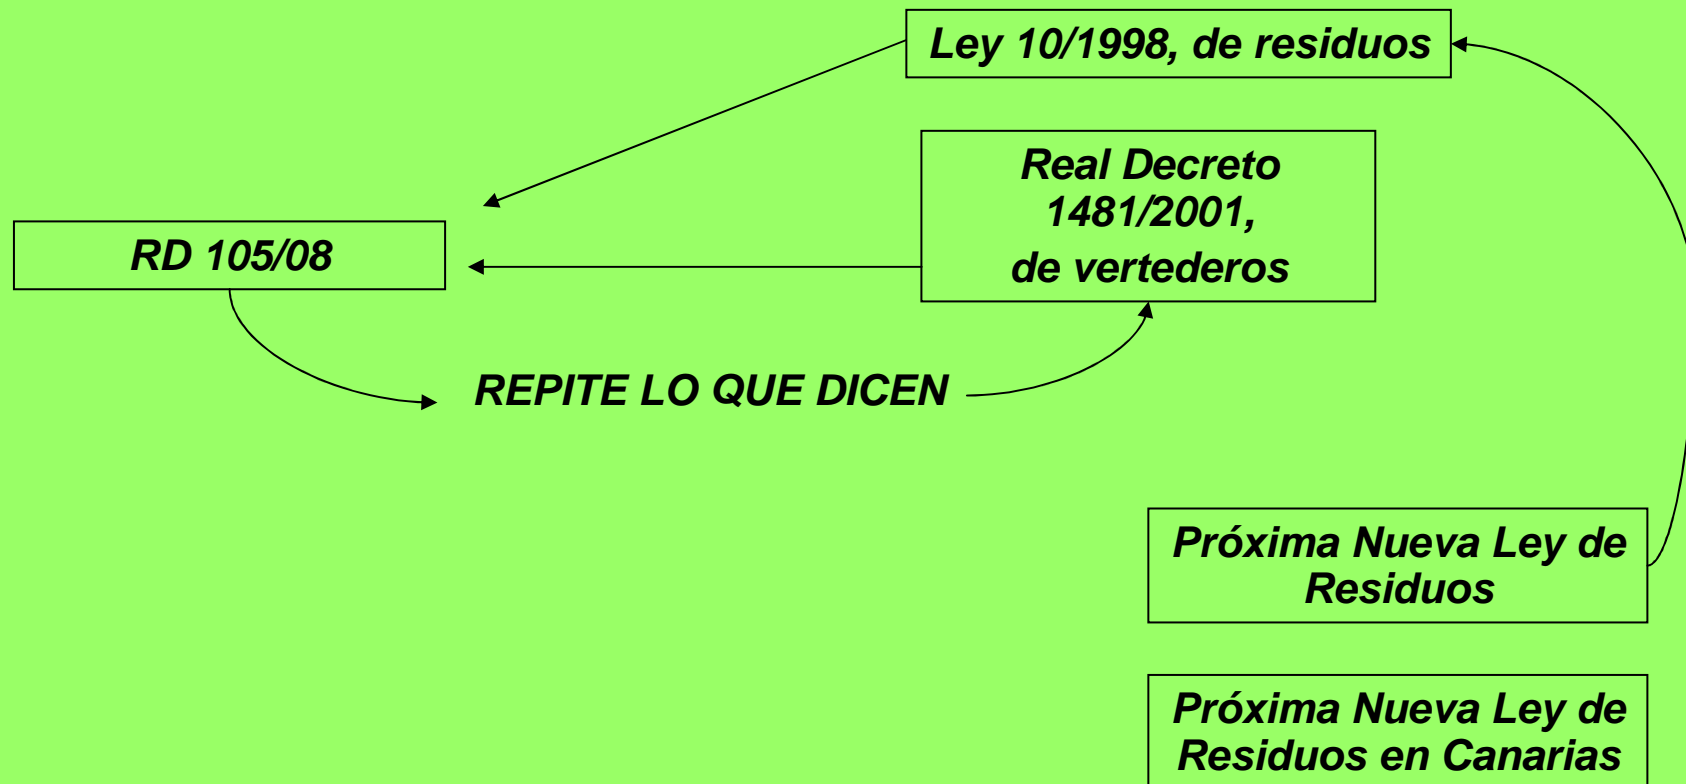 Ley 10/1998, de residuos
Real Decreto
1481/2001,
de vertederos
RD 105/08
REPITE LO QUE DICEN
Próxima Nueva Ley de
Residuos
Próxima Nueva Ley de
Residuos en Canarias